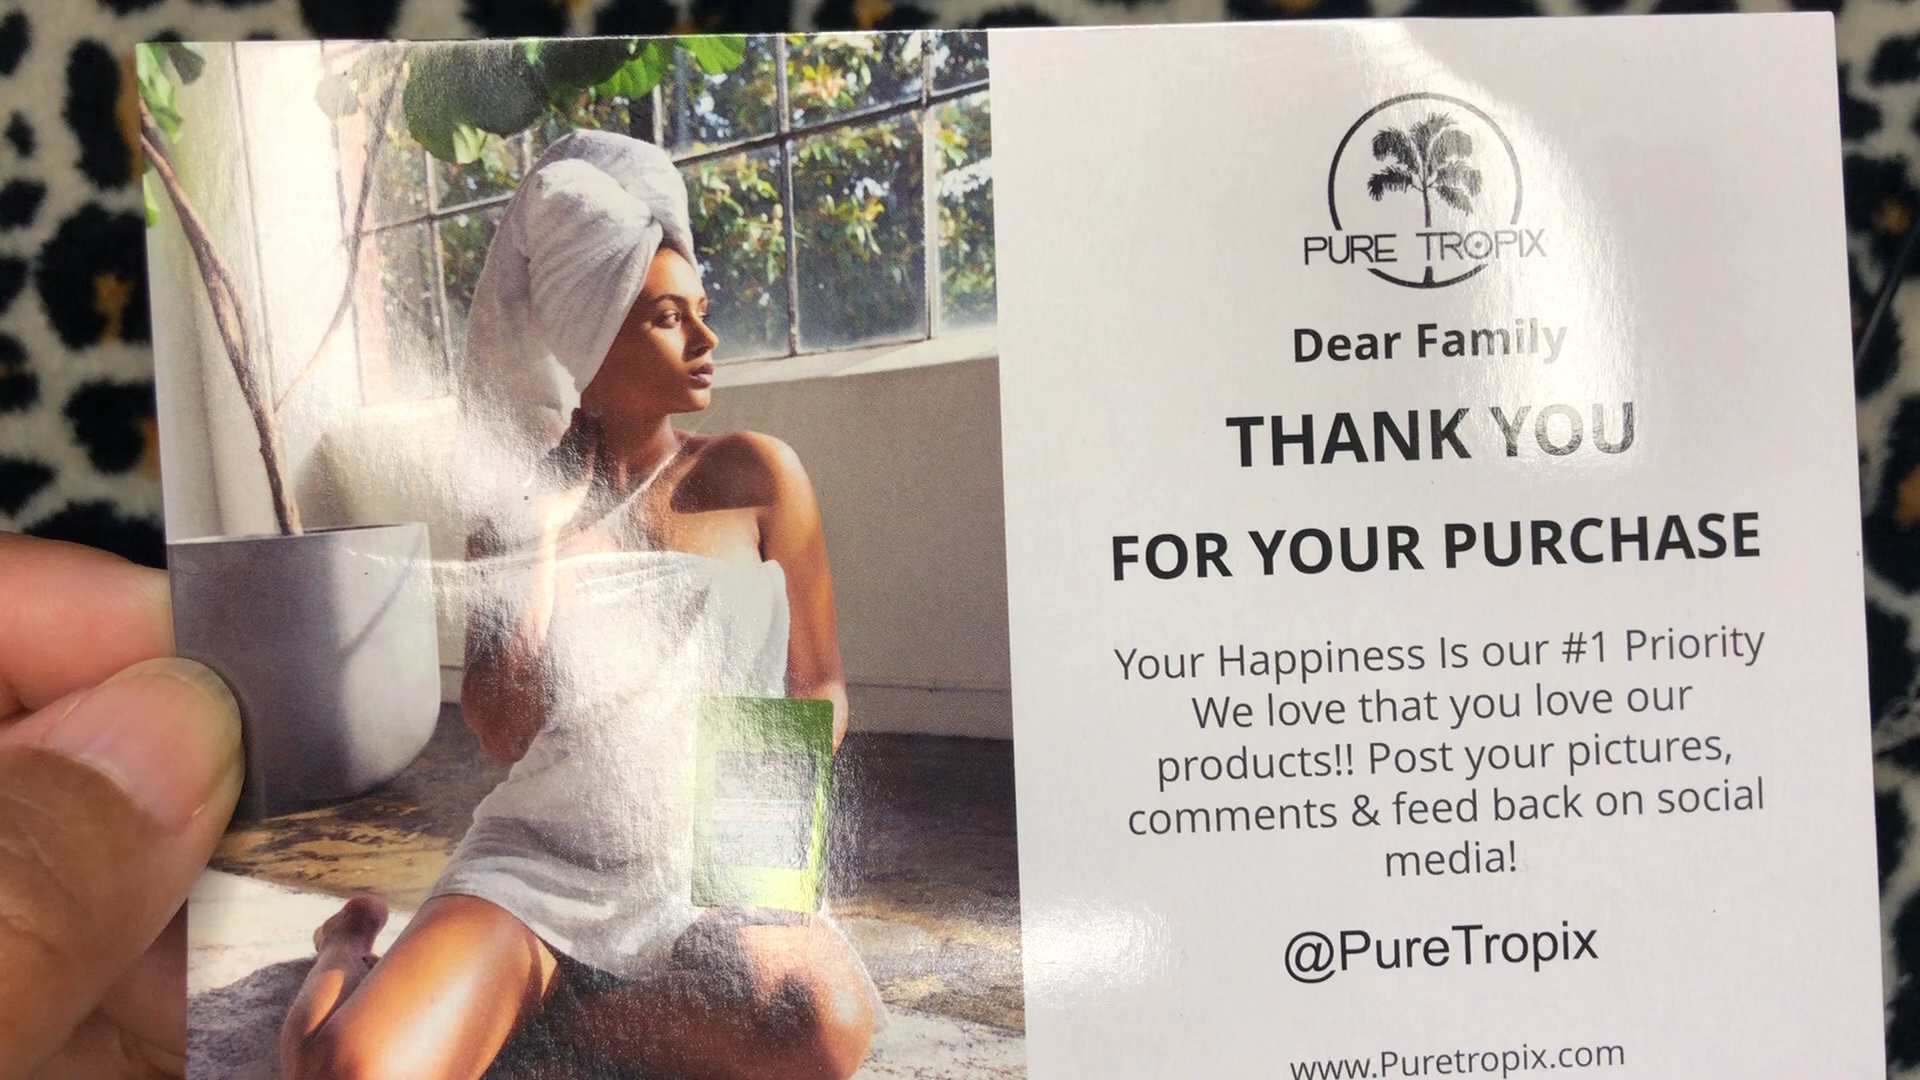 PURE TROPIX
Dear Family
THANK YOU
FOR YOUR PURCHASE
Your Happiness Is our #1 Priority
We love that you love our
products!! Post your pictures,
comments & feed back on social
media!
@PureTropix
www.Puretropix.com